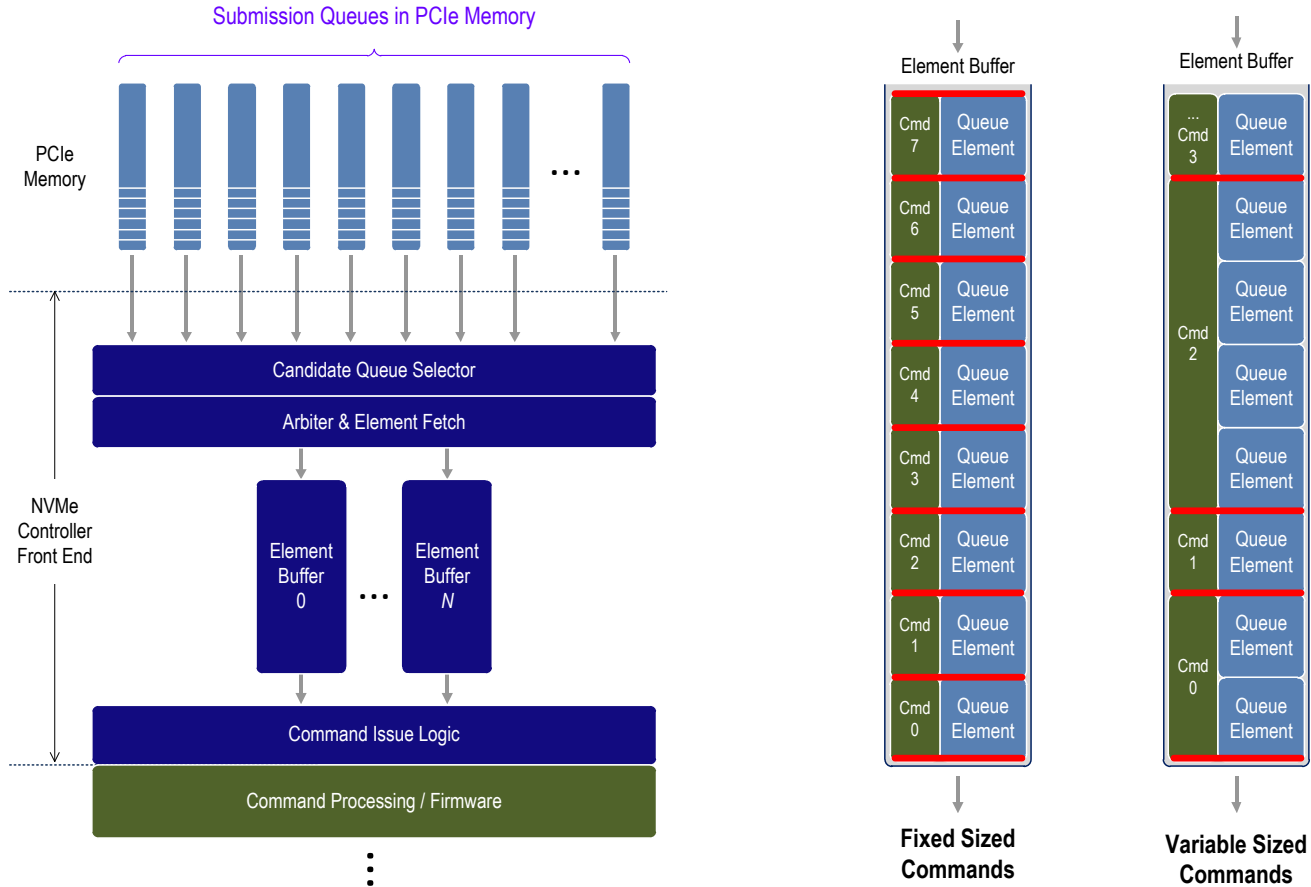 Submission Queues in PCIe Memory
PCIe
Memory
...
Candidate Queue Selector
Arbiter & Element Fetch
NVMe
Controller
Front End
Element
Buffer
0
...
Element
Buffer
N
Command Issue Logic
Command Processing / Firmware
Element Buffer
Cmd
7
Queue
Element
Cmd
6
Queue
Element
Cmd
5
Queue
Element
Cmd
4
Queue
Element
Cmd
3
Queue
Element
Cmd
2
Queue
Element
Cmd
1
Queue
Element
Cmd
0
Queue
Element
Fixed Sized
Commands
Element Buffer
...
Cmd
3
Queue
Element
Cmd
2
Queue
Element
Queue
Element
Queue
Element
Queue
Element
Cmd
1
Queue
Element
Cmd
0
Queue
Element
Queue
Element
Variable Sized
Commands